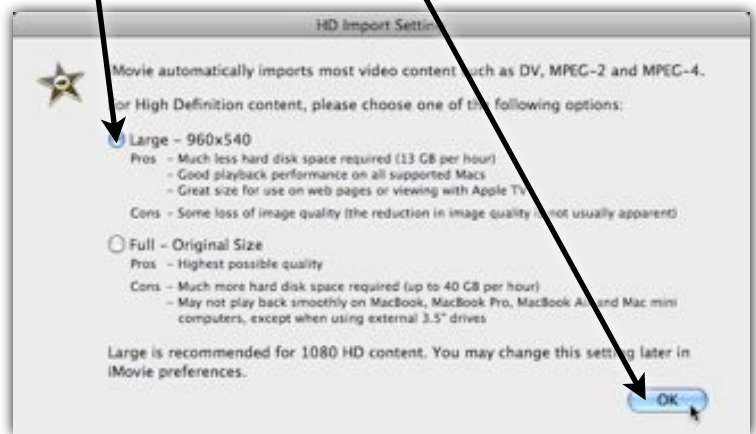 HD Import Settin
Movie automatically imports most video content such as DV, MPEG-2 and MPEG-4.
or High Definition content, please choose one of the following options:
Large - 960x540
Pros - Much less hard disk space required (13 GB per hour)
- Good playback performance on all supported Macs
- Great size for use on web pages or viewing with Apple TV
Cons - Some loss of image quality (the reduction in image quality is not usually apparent)
Full - Original Size
Pros - Highest possible quality
Cons - Much more hard disk space required (up to 40 GB per hour)
- May not play back smoothly on MacBook, MacBook Pro, MacBook Air and Mac mini
computers, except when using external 3.5" drives
Large is recommended for 1080 HD content. You may change this setting later in
iMovie preferences.
OK